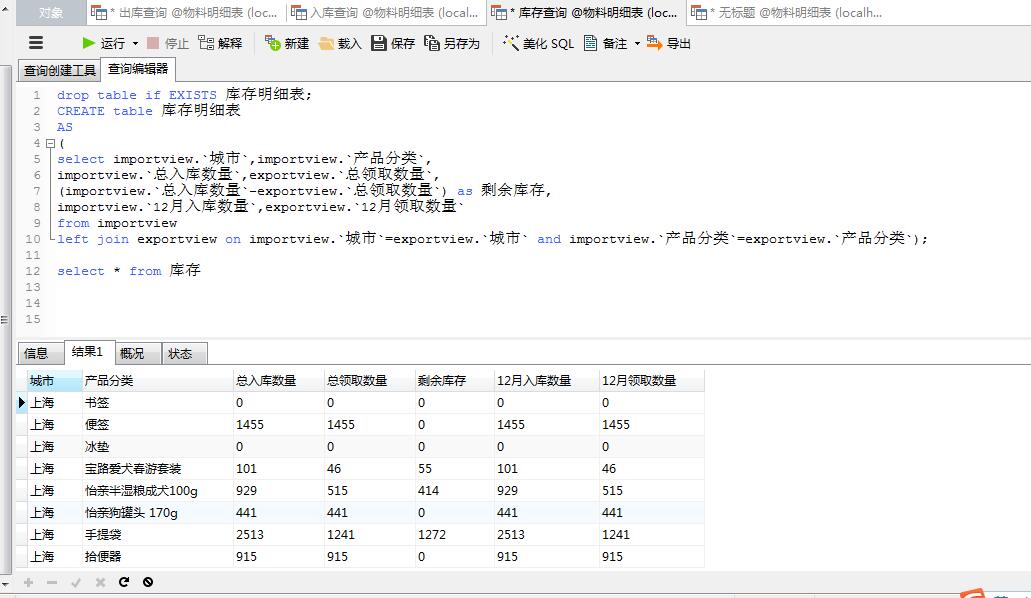 对象 * 出库查询 @物料明细表 (loc... 入库查询 @物料明细表 (local... * 库存查询 @物料明细表 (loc... * 无标题 @物料明细表 (localh...
运行 停止 解释 新建 载入 保存 另存为 美化 SQL 备注 导出
查询创建工具 查询编辑器
1 drop table if EXISTS 库存明细表;
2 CREATE table 库存明细表
3 AS
4 (
5 select importview.`城市`,importview.`产品分类`,
6 importview.`总入库数量`,exportview.`总领取数量`,
7 (importview.`总入库数量`-exportview.`总领取数量`) as 剩余库存,
8 importview.`12月入库数量`,exportview.`12月领取数量`
9 from importview
10 left join exportview on importview.`城市`=exportview.`城市` and importview.`产品分类`=exportview.`产品分类`);
11
12 select * from 库存
13
14
15
信息 结果1 概况 状态
城市 产品分类 总入库数量 总领取数量 剩余库存 12月入库数量 12月领取数量
上海 书签 0 0 0 0 0
上海 便签 1455 1455 0 1455 1455
上海 冰垫 0 0 0 0 0
上海 宝路爱犬春游套装 101 46 55 101 46
上海 怡亲半湿粮成犬100g 929 515 414 929 515
上海 怡亲狗罐头 170g 441 441 0 441 441
上海 手提袋 2513 1241 1272 2513 1241
上海 拾便器 915 915 0 915 915